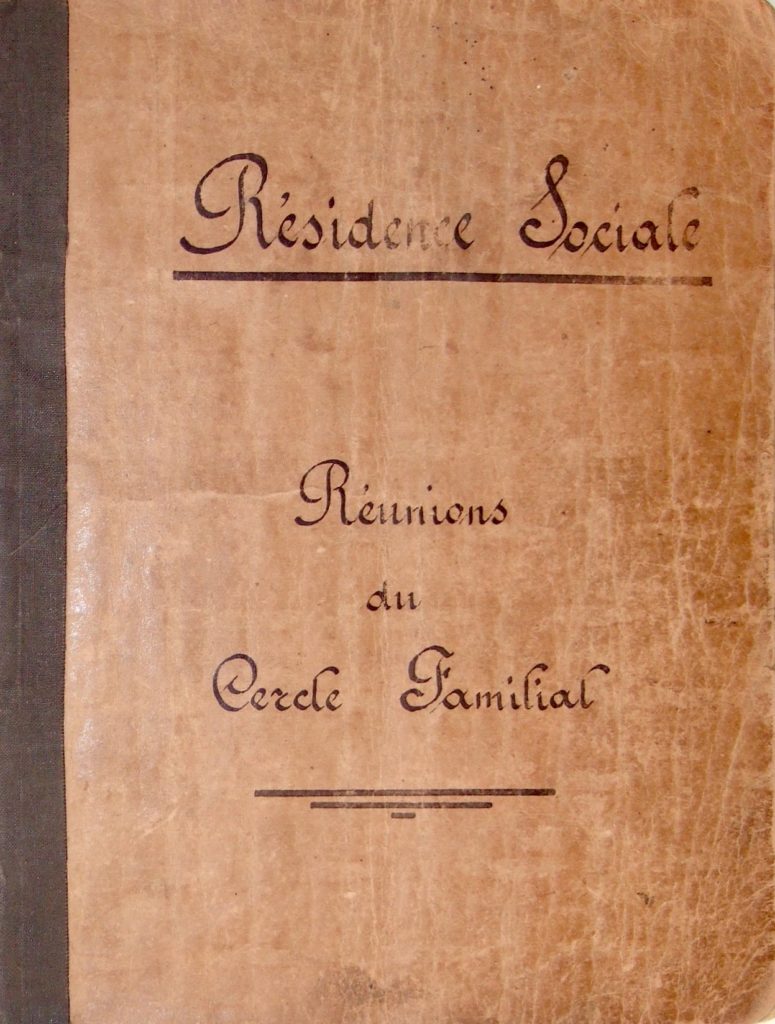 Résidence Sociale
Réunions
du
Cercle Familial